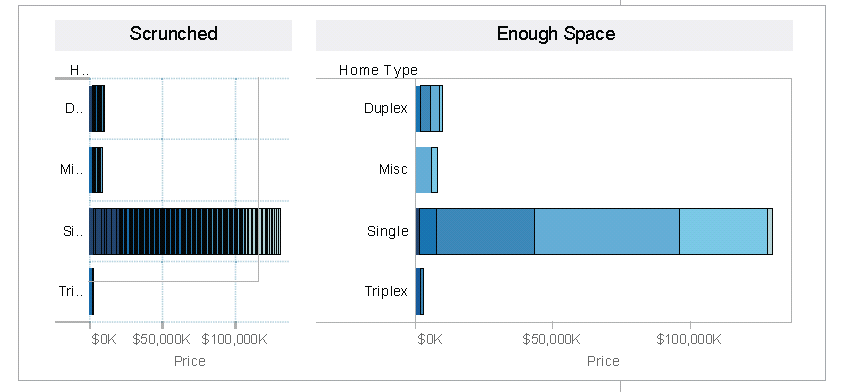 Scrunched
H..
D..
Mi..
Si..
Tri..
$0K $50,000K $100,000K
Price
Enough Space
Home Type
Duplex
Misc
Single
Triplex
$0K $50,000K $100,000K
Price